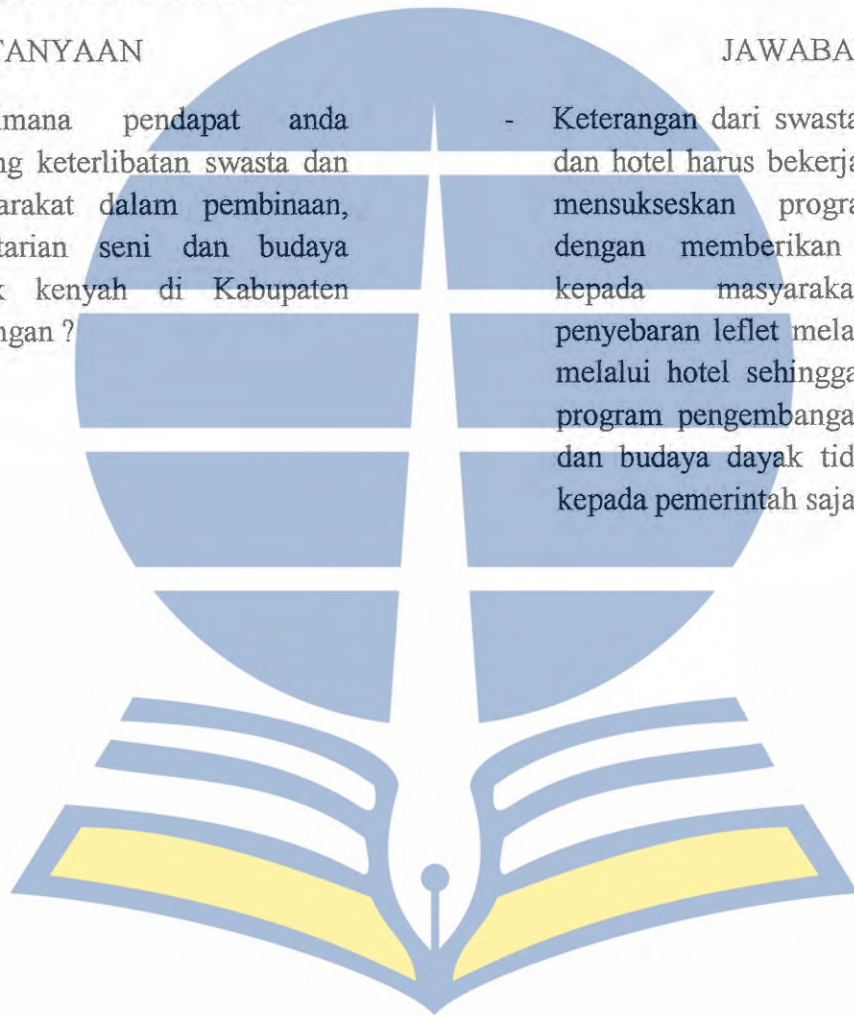 TANYAAN
imana pendapat anda
ng keterlibatan swasta dan
arakat dalam pembinaan,
tarian seni dan budaya
k kenyah di Kabupaten
ngan ?
JAWABA
- Keterangan dari swasta
dan hotel harus bekerja
mensukseskan progra
dengan memberikan
kepada masyaraka
penyebaran leflet mela
melalui hotel sehingga
program pengembanga
dan budaya dayak tid
kepada pemerintah saja